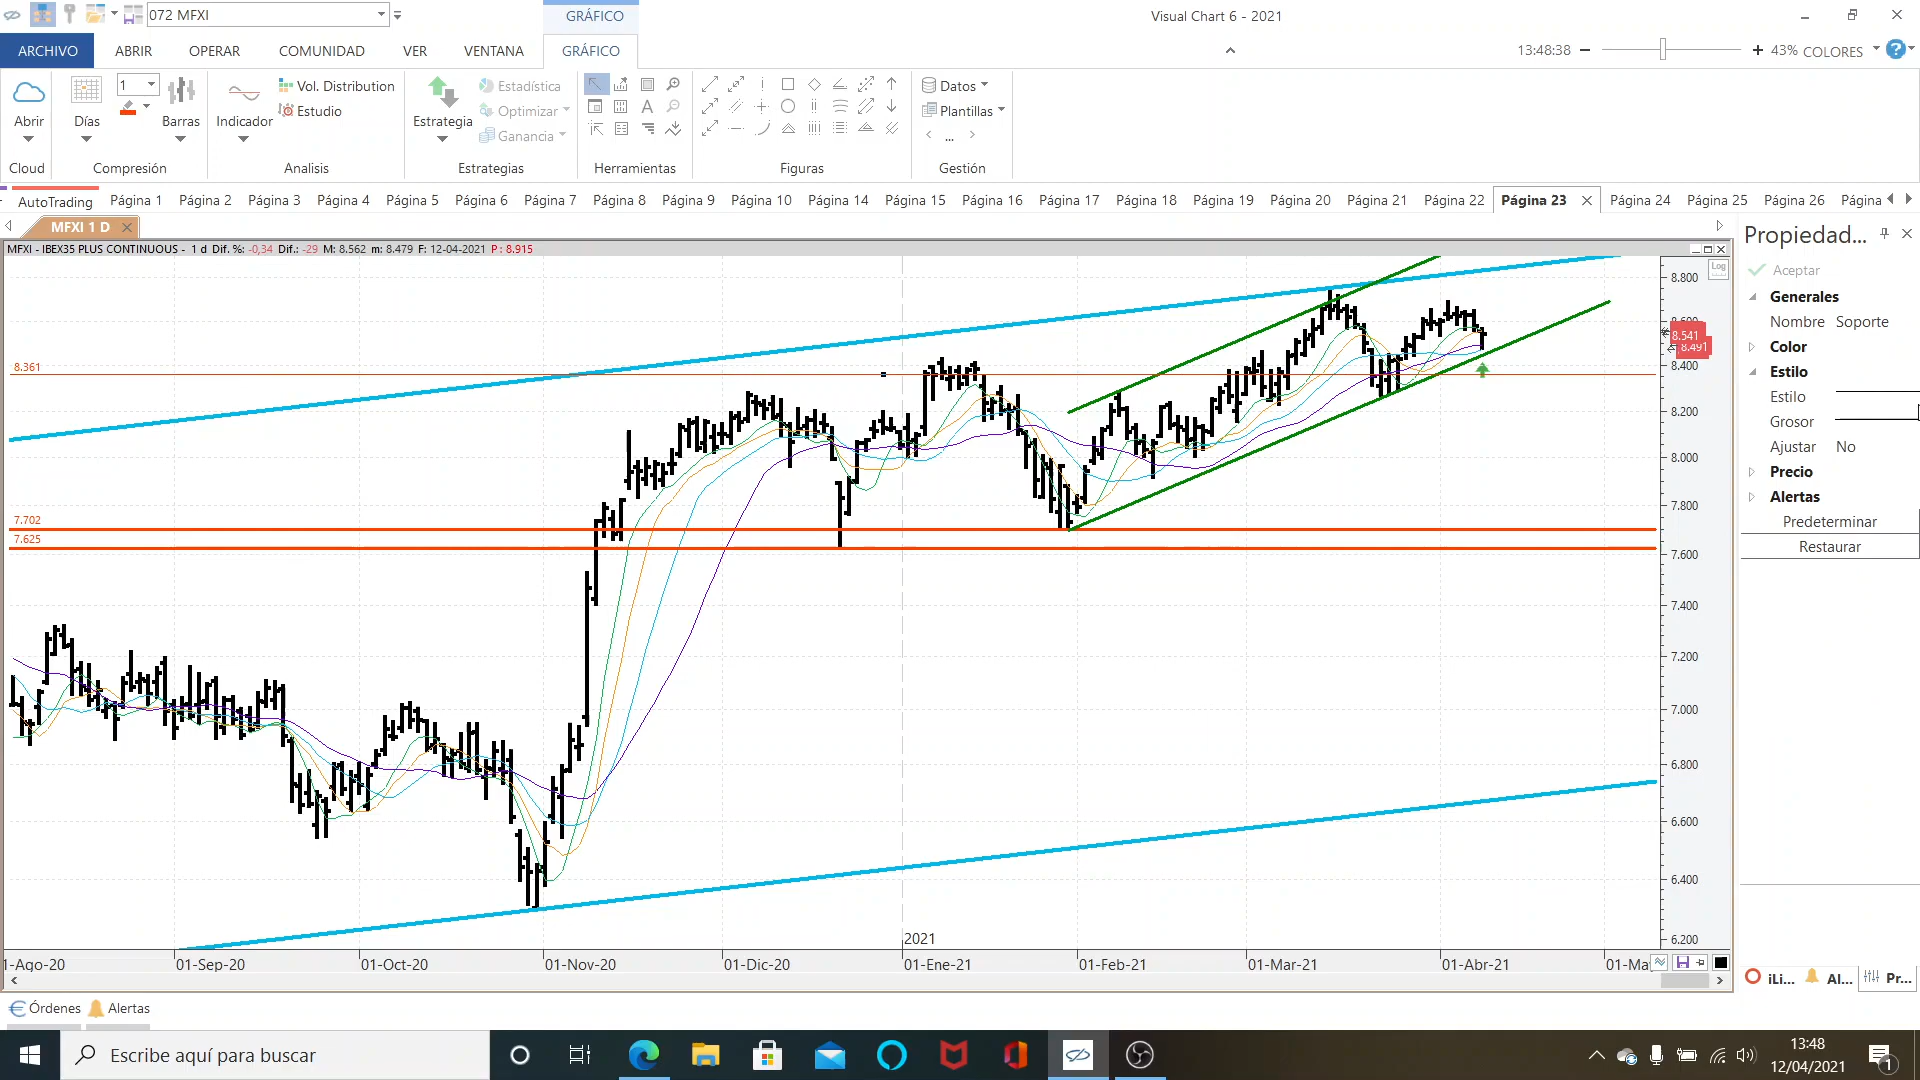 072 MFXI
GRÁFICO
Visual Chart 6 - 2021
ARCHIVO
ABRIR
OPERAR
COMUNIDAD
VER
VENTANA
GRÁFICO
13:48:38
43%
COLORES
Abrir
Cloud
Días
1
Barras
Compresión
Indicador
Vol. Distribution
Estudio
Analisis
Estrategia
Estadística
Optimizar
Ganancia
Estrategias
Herramientas
Figuras
Datos
Plantillas
...
Gestión
AutoTrading
Página 1
Página 2
Página 3
Página 4
Página 5
Página 6
Página 7
Página 8
Página 9
Página 10
Página 14
Página 15
Página 16
Página 17
Página 18
Página 19
Página 20
Página 21
Página 22
Página 23
Página 24
Página 25
Página 26
Página
MFXI 1 D
MFXI - IBEX35 PLUS CONTINUOUS - 1 d Dif. %: -0,34 Dif.: -29 M: 8.562 m: 8.479 F: 12-04-2021 P : 8.915
Log
8.361
7.702
7.625
8.800
8.541
8.491
8.400
8.200
8.000
7.800
7.600
7.400
7.200
7.000
6.800
6.600
6.400
6.200
2021
1-Ago-20
01-Sep-20
01-Oct-20
01-Nov-20
01-Dic-20
01-Ene-21
01-Feb-21
01-Mar-21
01-Abr-21
Propiedad...
Aceptar
Generales
Nombre Soporte
Color
Estilo
Estilo
Grosor
Ajustar No
Precio
Alertas
Predeterminar
Restaurar
iLi...
Al...
Pr...
Órdenes
Alertas
Escribe aquí para buscar
13:48
12/04/2021
1